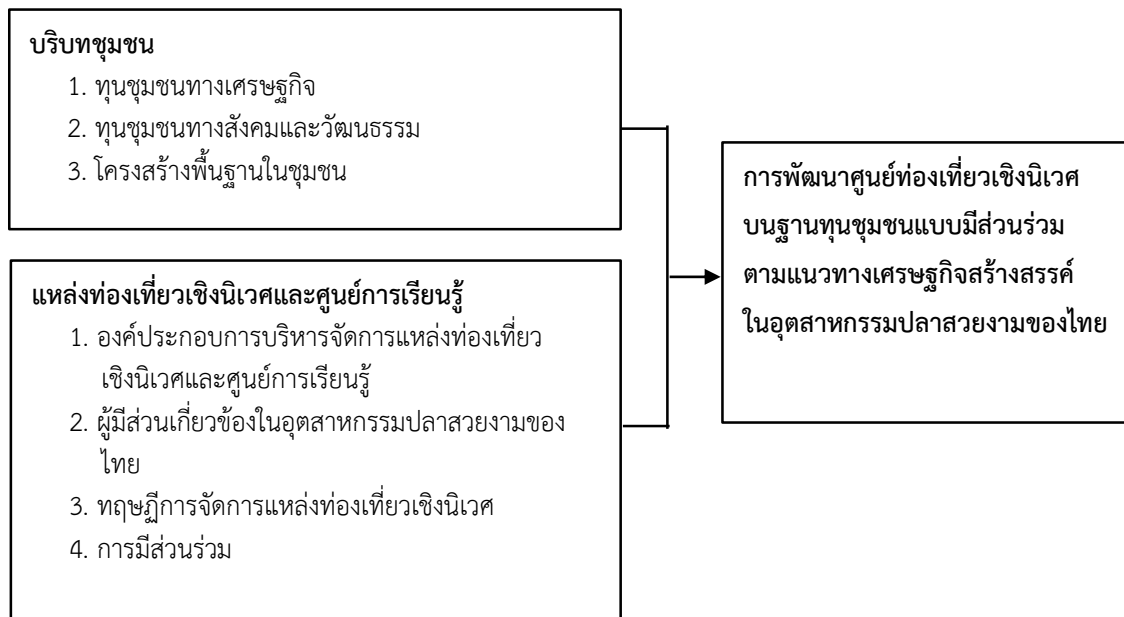 บริบทชุมชน
1. ทุนชุมชนทางเศรษฐกิจ
2. ทุนชุมชนทางสังคมและวัฒนธรรม
3. โครงสร้างพื้นฐานในชุมชน
แหล่งท่องเที่ยวเชิงนิเวศและศูนย์การเรียนรู้
1. องค์ประกอบการบริหารจัดการแหล่งท่องเที่ยว
เชิงนิเวศและศูนย์การเรียนรู้
2. ผู้มีส่วนเกี่ยวข้องในอุตสาหกรรมปลาสวยงามของ
ไทย
3. ทฤษฏีการจัดการแหล่งท่องเที่ยวเชิงนิเวศ
4. การมีส่วนร่วม
การพัฒนาศูนย์ท่องเที่ยวเชิงนิเวศ
บนฐานทุนชุมชนแบบมีส่วนร่วม
ตามแนวทางเศรษฐกิจสร้างสรรค์
ในอุตสาหกรรมปลาสวยงามของไทย